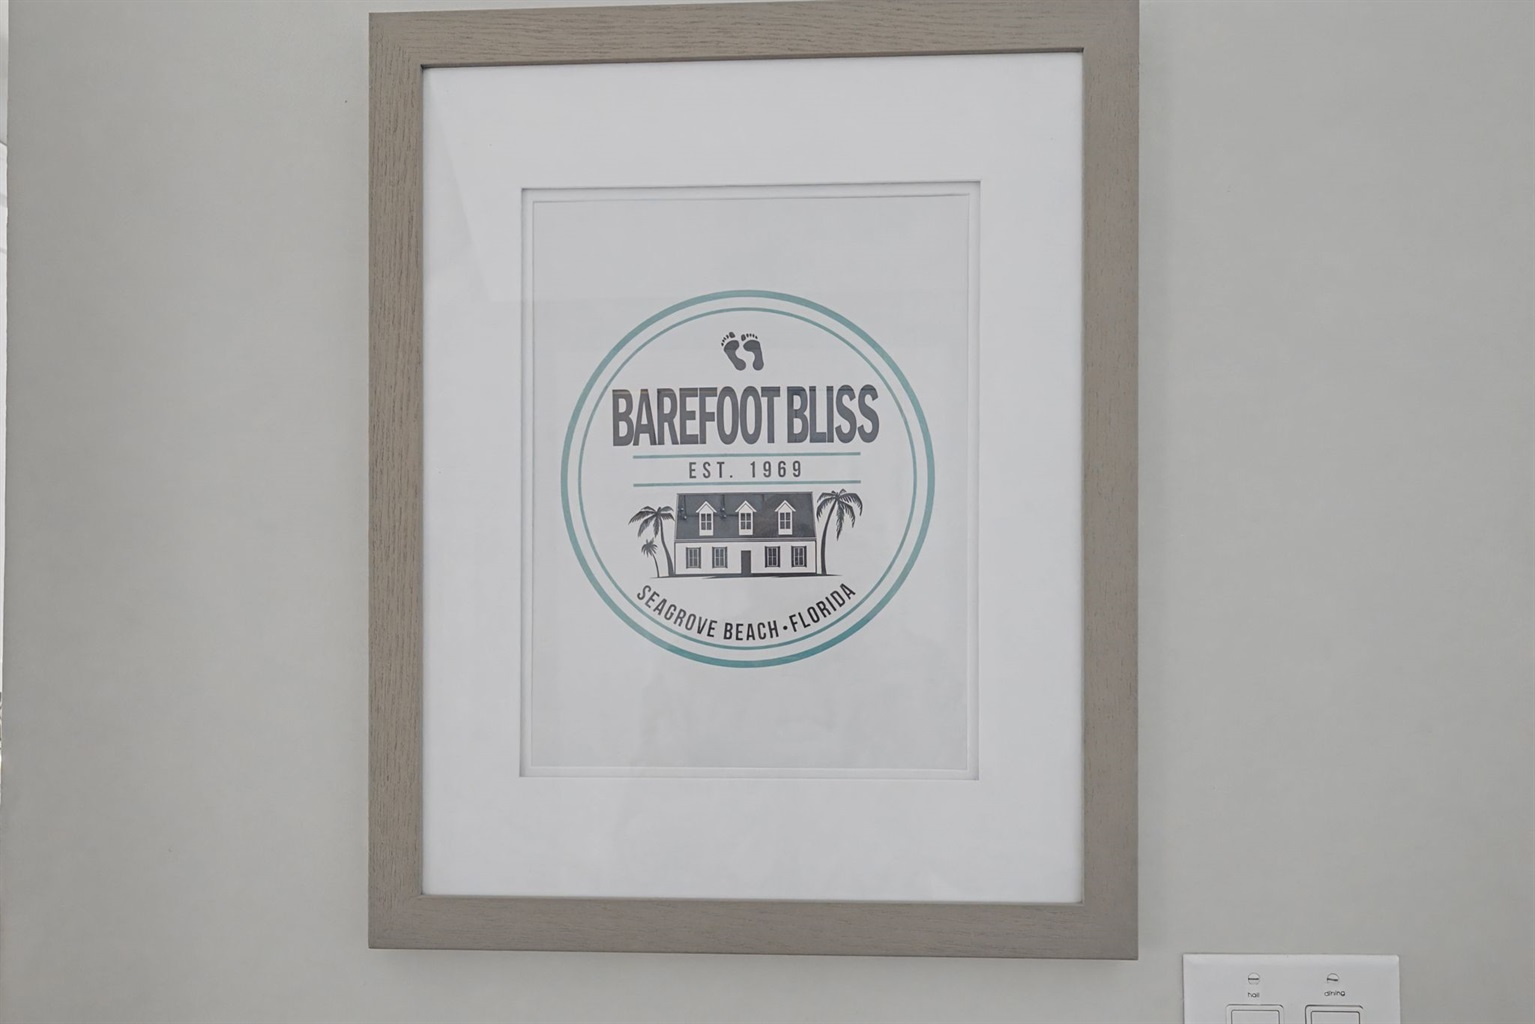 BAREFOOT BLISS
EST. 1969
SEAGROVE BEACH • FLORIDA
hall
dining